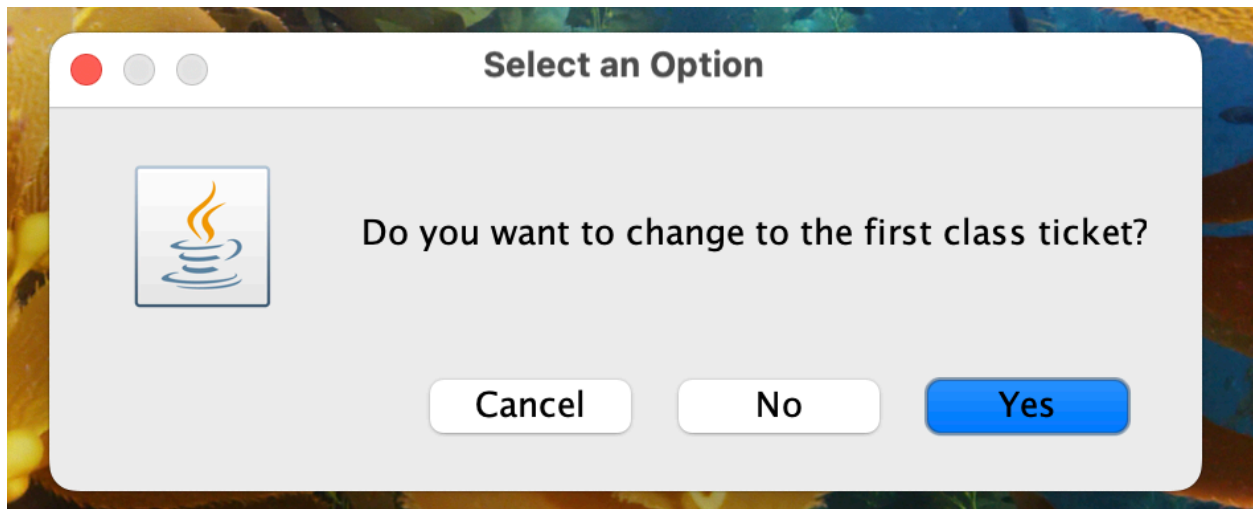 Select an Option
Do you want to change to the first class ticket?
Cancel No Yes